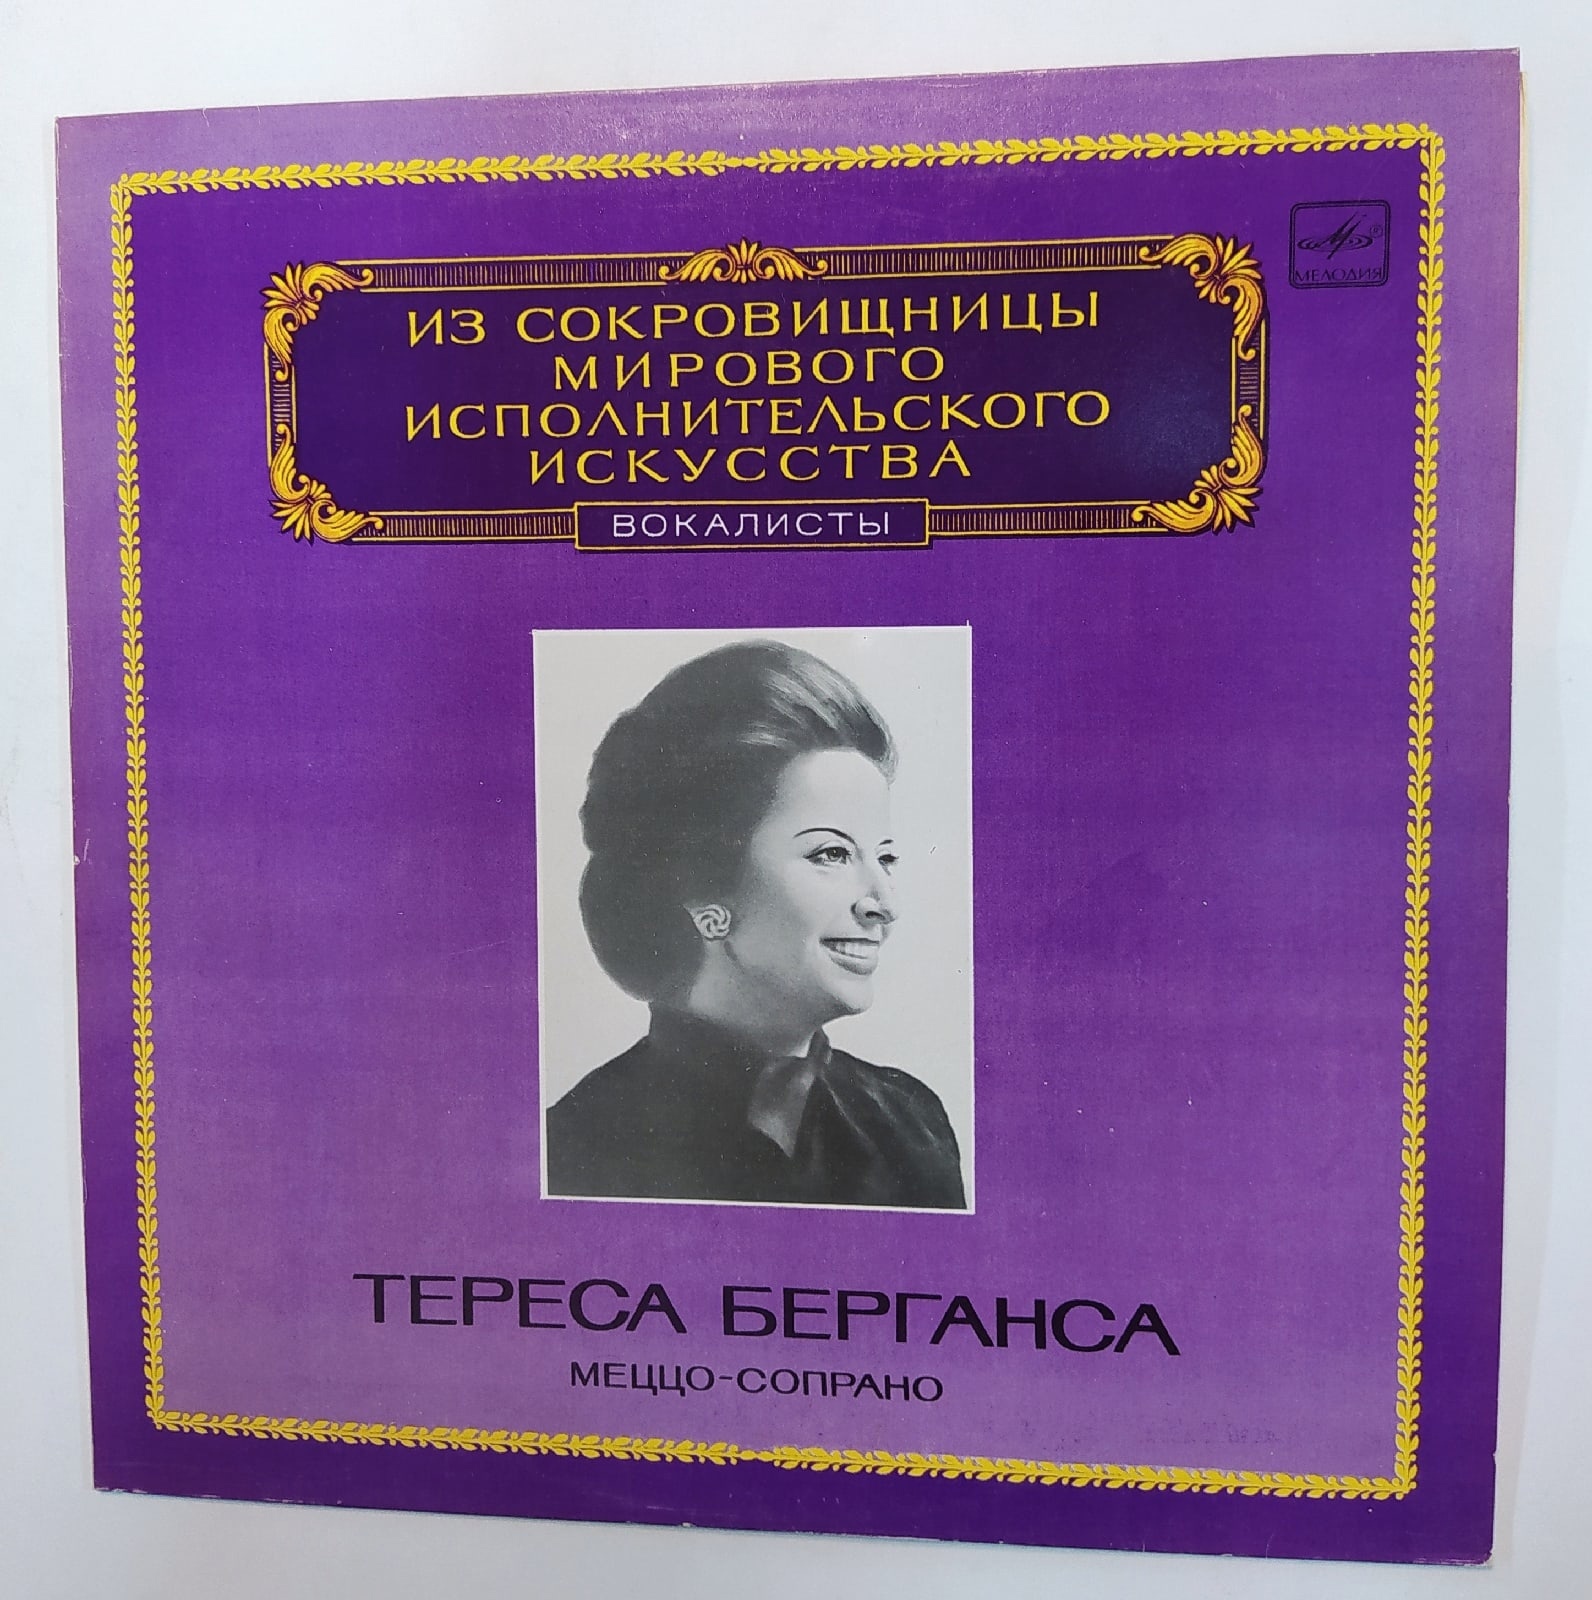 МЕЛОДИЯ
ИЗ СОКРОВИЩНИЦЫ
МИРОВОГО
ИСПОЛНИТЕЛЬСКОГО
ИСКУССТВА
ВОКАЛИСТЫ
ТЕРЕСА БЕРГАНСА
МЕЦЦО-СОПРАНО